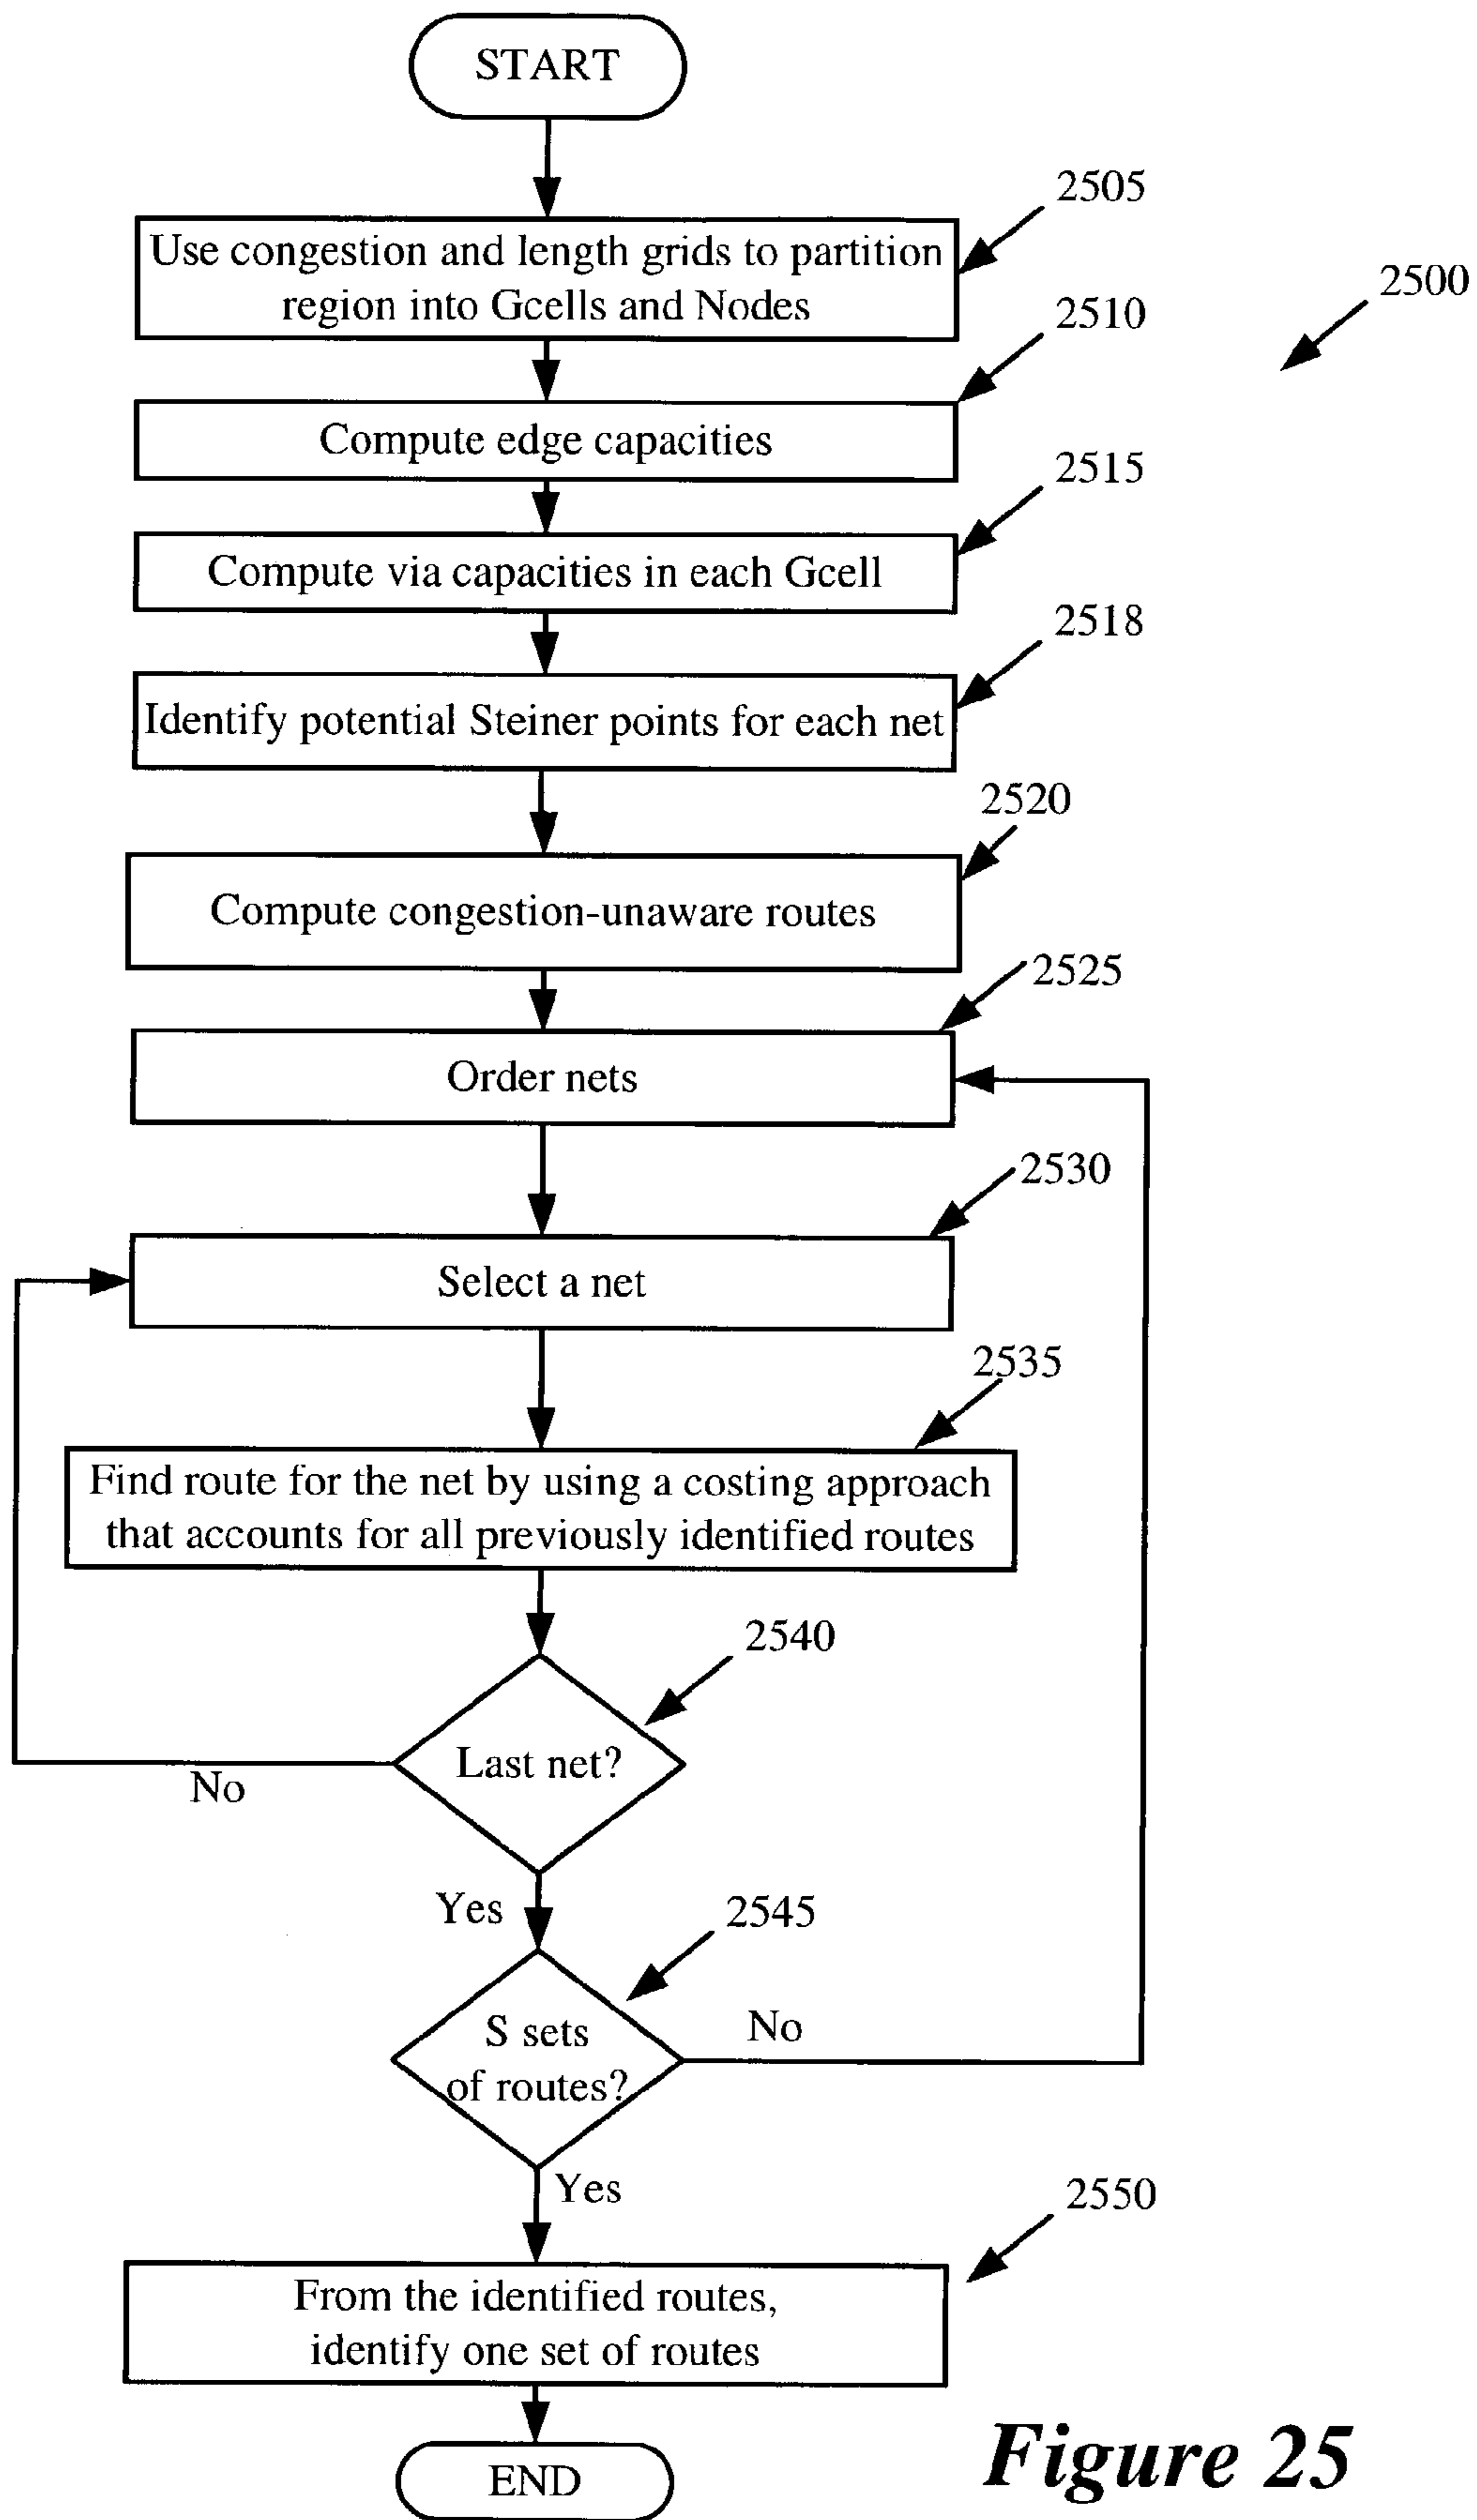 START
2505
Use congestion and length grids to partition
region into Gcells and Nodes
2500
2510
Compute edge capacities
2515
Compute via capacities in each Gcell
2518
Identify potential Steiner points for each net
2520
Compute congestion-unaware routes
2525
Order nets
2530
Select a net
2535
Find route for the net by using a costing approach
that accounts for all previously identified routes
2540
Last net?
No
Yes
2545
S sets
of routes?
No
Yes
2550
From the identified routes,
identify one set of routes
END
Figure 25